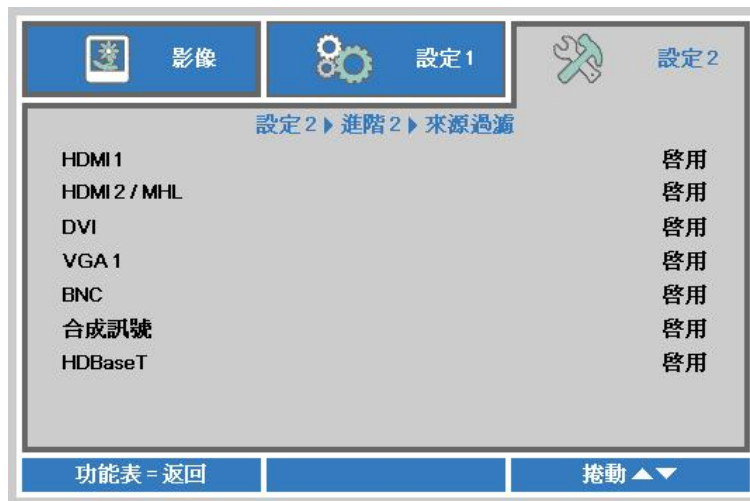 影像 設定1 設定2
設定2▶進階2▶來源過濾
HDMI 1 啓用
HDMI 2 / MHL 啓用
DVI 啓用
VGA 1 啓用
BNC 啓用
合成訊號 啓用
HDBaseT 啓用
功能表 = 返回 捲動▲▼